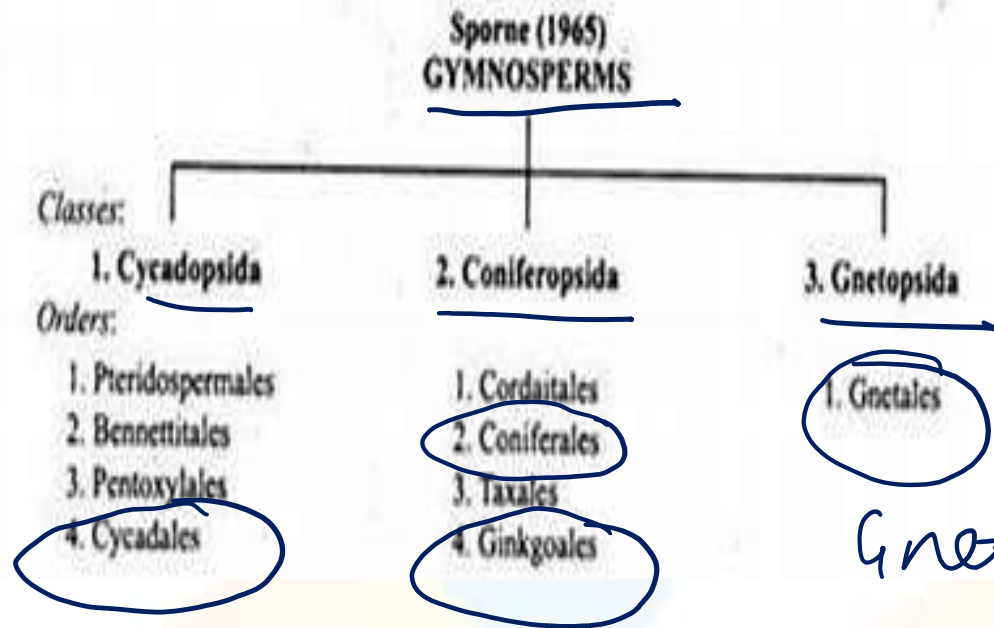 Sporne (1965)
GYMNOSPERMS
Classes:
1. Cycadopsida
2. Coniferopsida
3. Gnetopsida
Orders:
1. Pteridospermales
2. Bennettitales
3. Pentoxylales
4. Cycadales
1. Cordaitales
2. Coniferales
3. Taxales
4. Ginkgoales
1. Gnetales
Gne